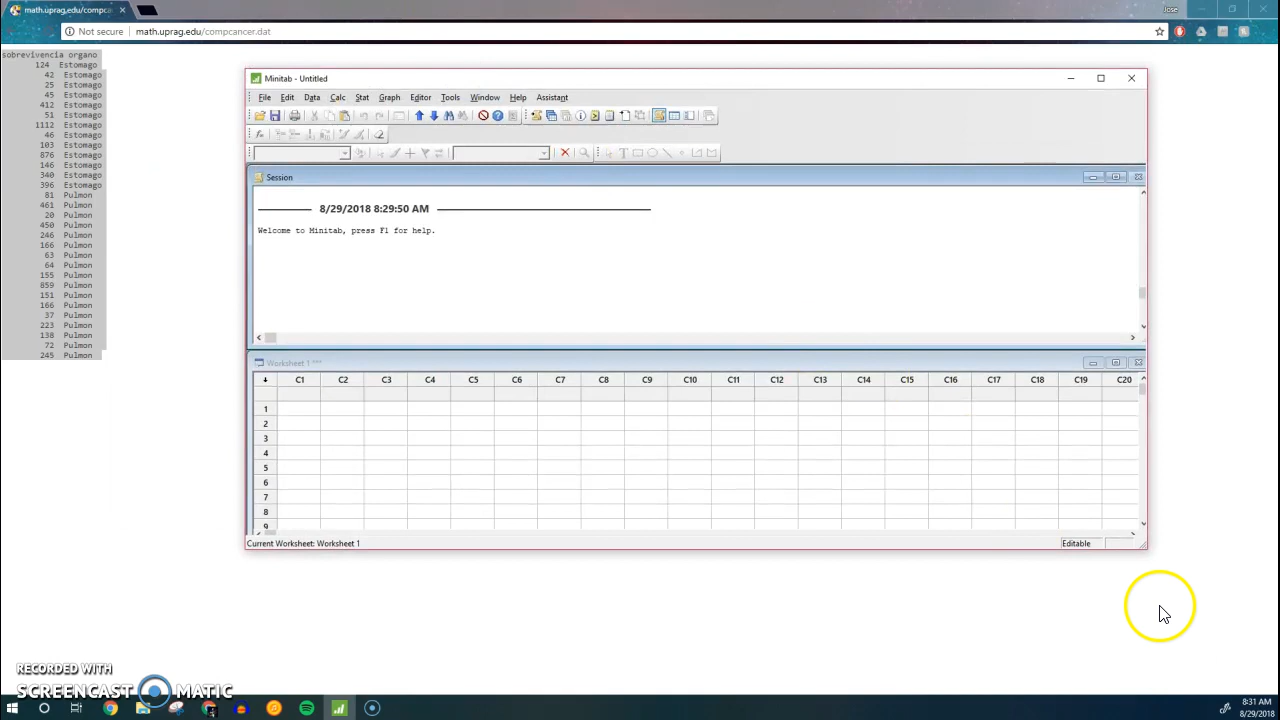 math.uprag.edu/compca
Jose
Not secure
math.uprag.edu/compcancer.dat
sobrevivencia organo
124 Estomago
42 Estomago
25 Estomago
45 Estomago
412 Estomago
51 Estomago
1112 Estomago
46 Estomago
103 Estomago
876 Estomago
146 Estomago
340 Estomago
396 Estomago
81 Pulmon
461 Pulmon
20 Pulmon
450 Pulmon
246 Pulmon
166 Pulmon
63 Pulmon
64 Pulmon
155 Pulmon
859 Pulmon
151 Pulmon
166 Pulmon
37 Pulmon
223 Pulmon
138 Pulmon
72 Pulmon
245 Pulmon
Minitab - Untitled
File Edit Data Calc Stat Graph Editor Tools Window Help Assistant
Session
8/29/2018 8:29:50 AM
Welcome to Minitab, press F1 for help.
Worksheet 1 ***
C1 C2 C3 C4 C5 C6 C7 C8 C9 C10 C11 C12 C13 C14 C15 C16 C17 C18 C19 C20
1
2
3
4
5
6
7
8
9
Current Worksheet: Worksheet 1
Editable
RECORDED WITH
SCREENCAST MATIC
8:31 AM
8/29/2018